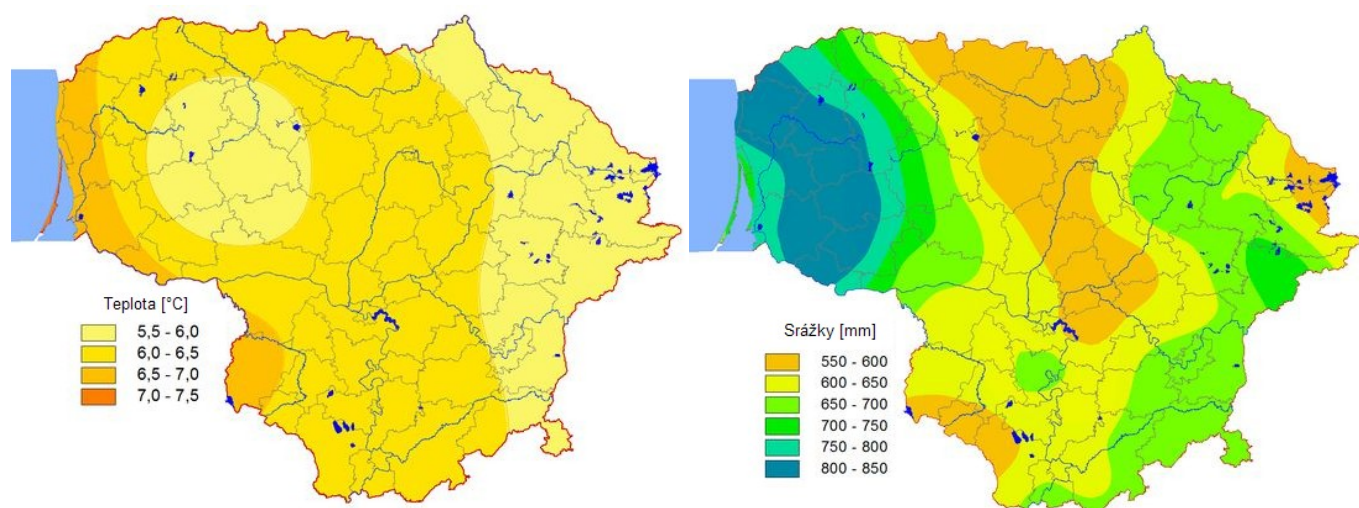 Teplota [°C]
5,5 - 6,0
6,0 - 6,5
6,5 - 7,0
7,0 - 7,5
Srážky [mm]
550 - 600
600 - 650
650 - 700
700 - 750
750 - 800
800 - 850